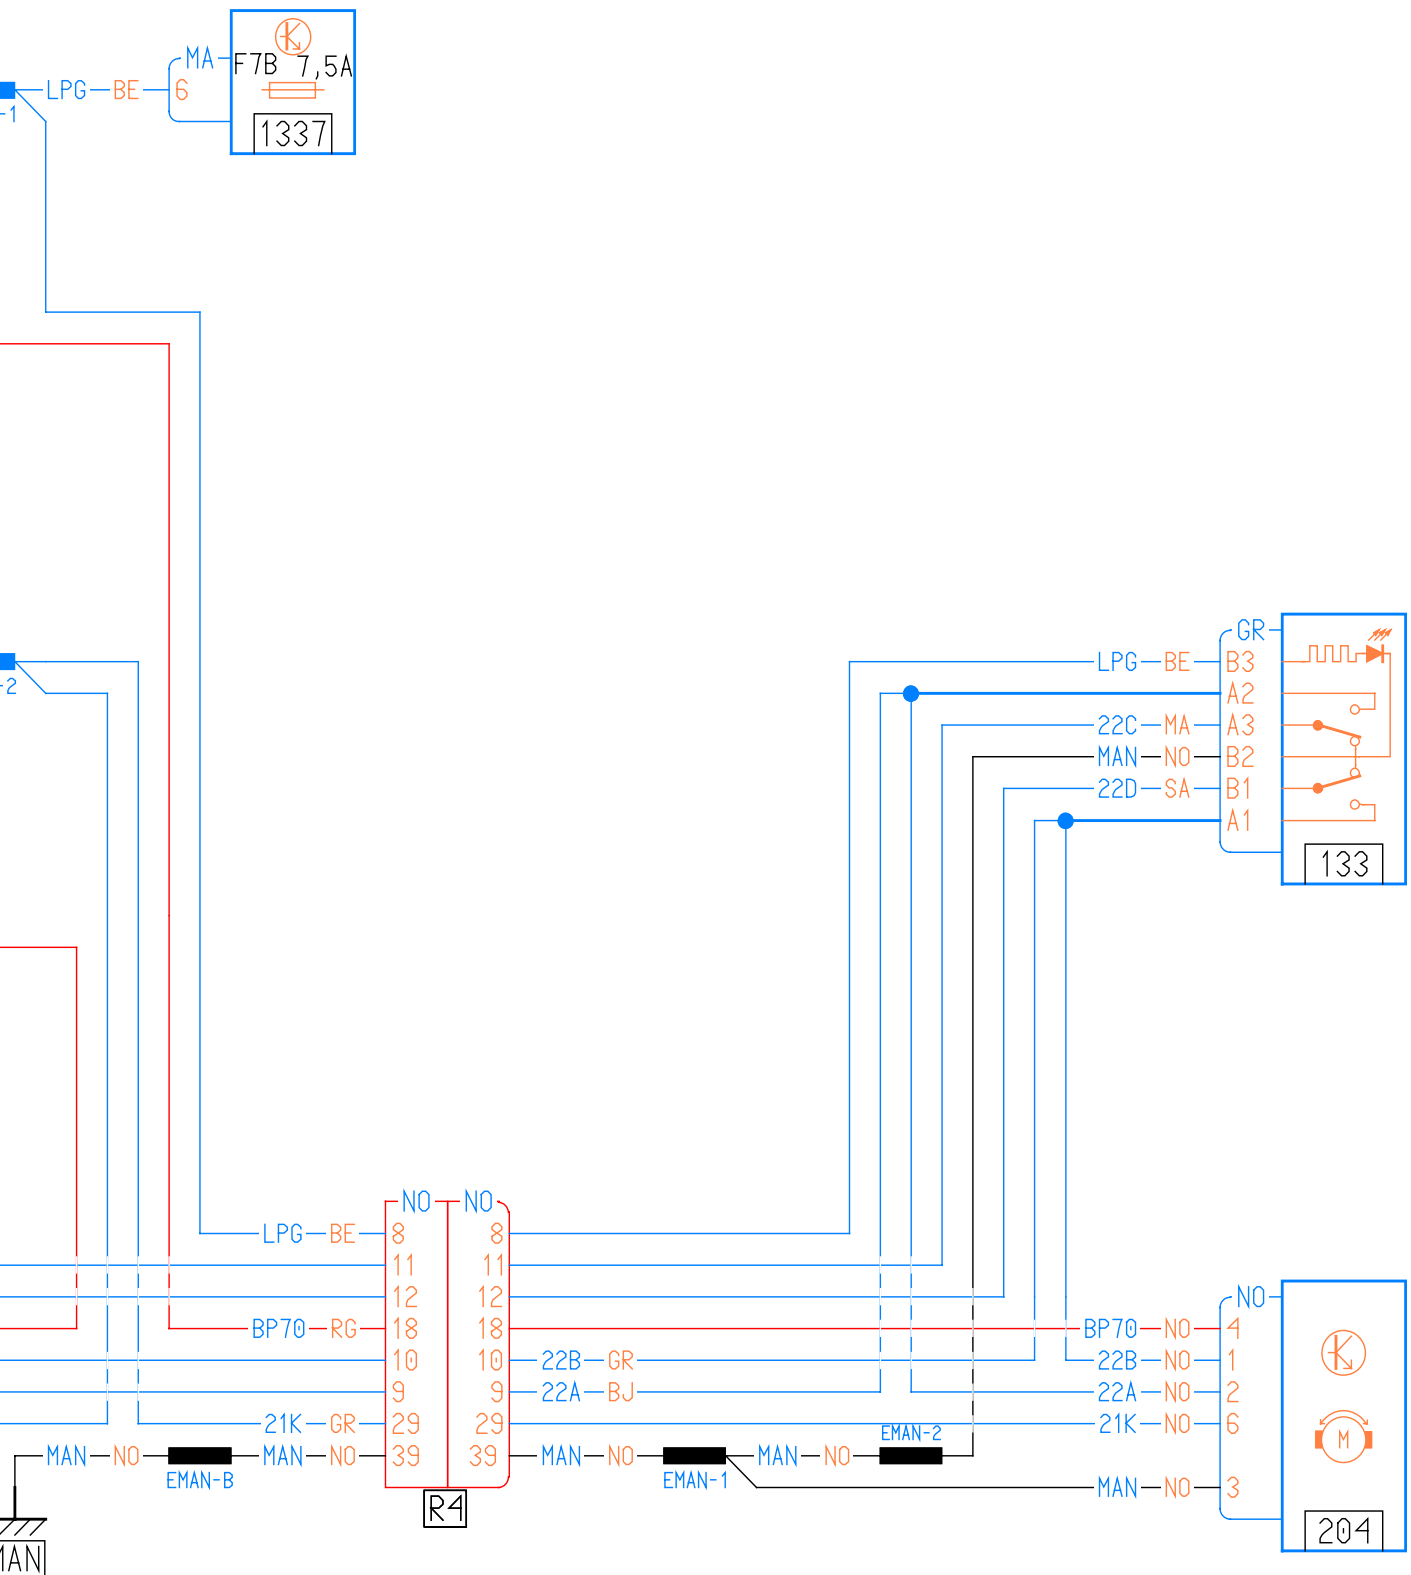 MA
F7B 7,5A
LPG BE 6
-1
1337
GR
LPG BE B3
-2
A2
22C MA A3
MAN NO B2
22D SA B1
A1
133
NO NO
LPG BE 8 8
11 11
12 12
NO
BP70 RG 18 18 BP70 NO 4
10 10 22B GR 22B NO 1
9 9 22A BJ 22A NO 2
21K GR 29 29 21K NO 6
EMAN-2
MAN NO MAN NO 39 39 MAN NO MAN NO
M
EMAN-B EMAN-1
MAN NO 3
R4
204
MAN